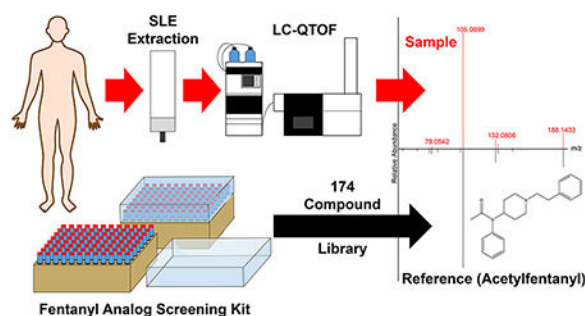 SLE
Extraction
LC-QTOF
Sample
105.0699
79.0542
132.0806
188.1433
m/z
Relative Abundance
174
Compound
Library
Reference (Acetylfentanyl)
Fentanyl Analog Screening Kit